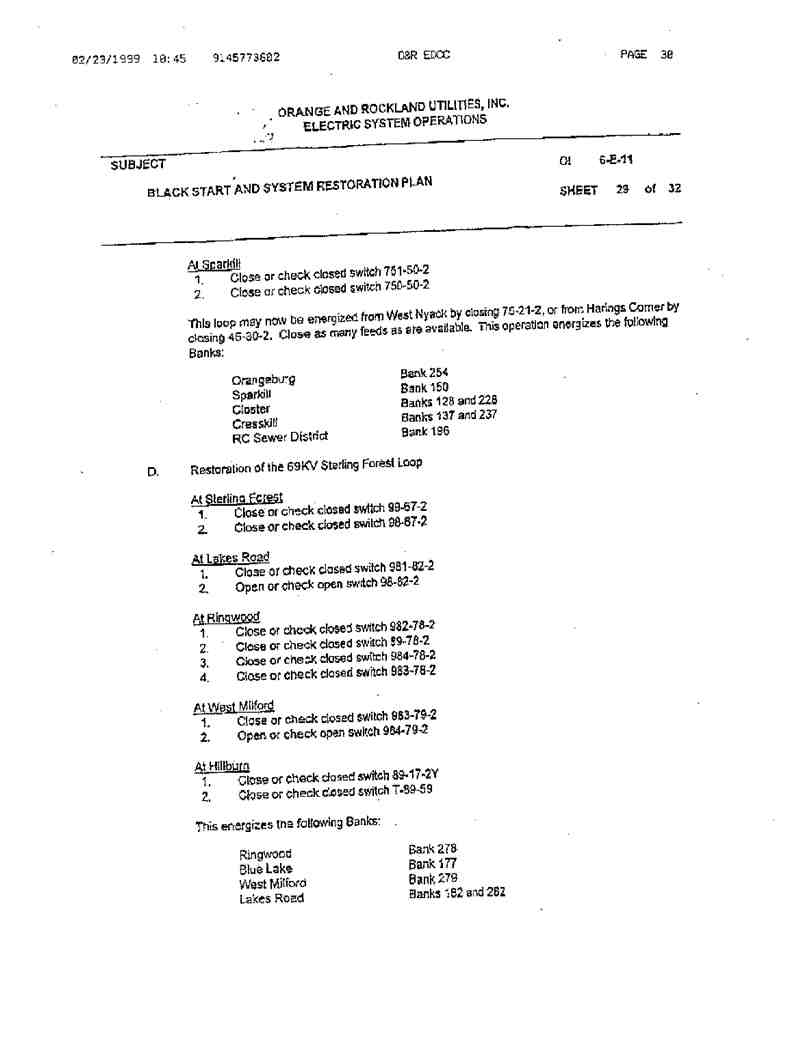 02/23/1999 10:45 9145773682 O&R EDCC PAGE 30
ORANGE AND ROCKLAND UTILITIES, INC.
ELECTRIC SYSTEM OPERATIONS
SUBJECT
OI 6-E-11
BLACK START AND SYSTEM RESTORATION PLAN
SHEET 29 of 32
At Sparkill
1. Close or check closed switch 751-50-2
2. Close or check closed switch 750-50-2
This loop may now be energized from West Nyack by closing 75-21-2, or from Harings Corner by
closing 45-30-2. Close as many feeds as are available. This operation energizes the following
Banks:
Orangeburg Bank 254
Sparkill Bank 150
Closter Banks 128 and 228
Cresskill Banks 137 and 237
RC Sewer District Bank 196
D. Restoration of the 69KV Sterling Forest Loop
At Sterling Forest
1. Close or check closed switch 99-67-2
2. Close or check closed switch 98-67-2
At Lakes Road
1. Close or check closed switch 981-82-2
2. Open or check open switch 98-82-2
At Ringwood
1. Close or check closed switch 982-78-2
2. Close or check closed switch 89-78-2
3. Close or check closed switch 984-78-2
4. Close or check closed switch 983-78-2
At West Milford
1. Close or check closed switch 983-79-2
2. Open or check open switch 984-79-2
At Hillburn
1. Close or check closed switch 89-17-2Y
2. Close or check closed switch T-89-59
This energizes the following Banks:
Ringwood Bank 278
Blue Lake Bank 177
West Milford Bank 279
Lakes Road Banks 182 and 282